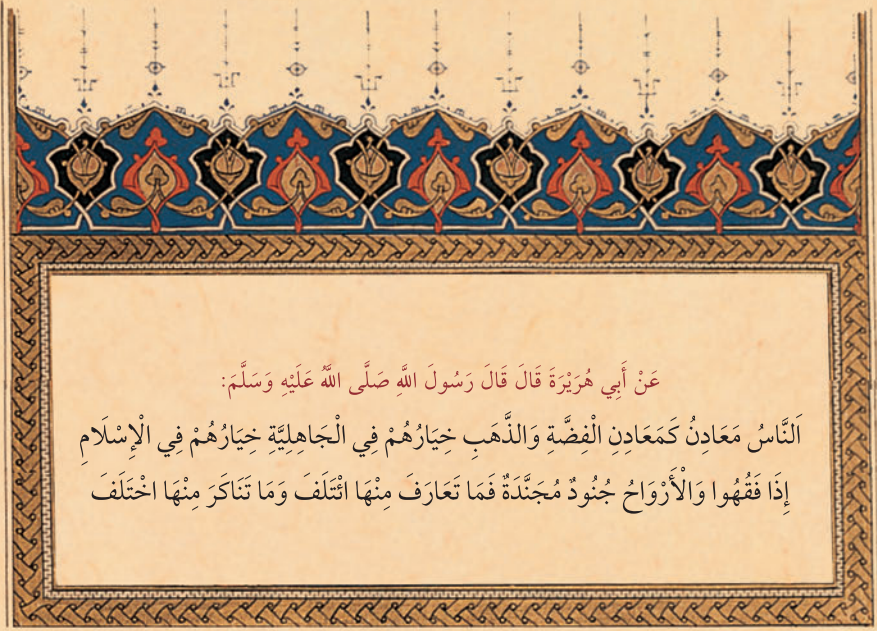 عَنْ أَبِي هُرَيْرَةَ قَالَ قَالَ رَسُولَ اللَّهِ صَلَّى اللَّهُ عَلَيْهِ وَسَلَّمَ:
اَلنَّاسُ مَعَادِنُ كَمَعَادِنِ الْفِضَّةِ وَالذَّهَبِ خِيَارُهُمْ فِي الْجَاهِلِيَّةِ خِيَارُهُمْ فِي الْإِسْلَامِ
إِذَا فَقُهُوا وَالْأَرْوَاحُ جُنُودٌ مُجَنَّدَةٌ فَمَا تَعَارَفَ مِنْهَا ائْتَلَفَ وَمَا تَنَاكَرَ مِنْهَا اخْتَلَفَ